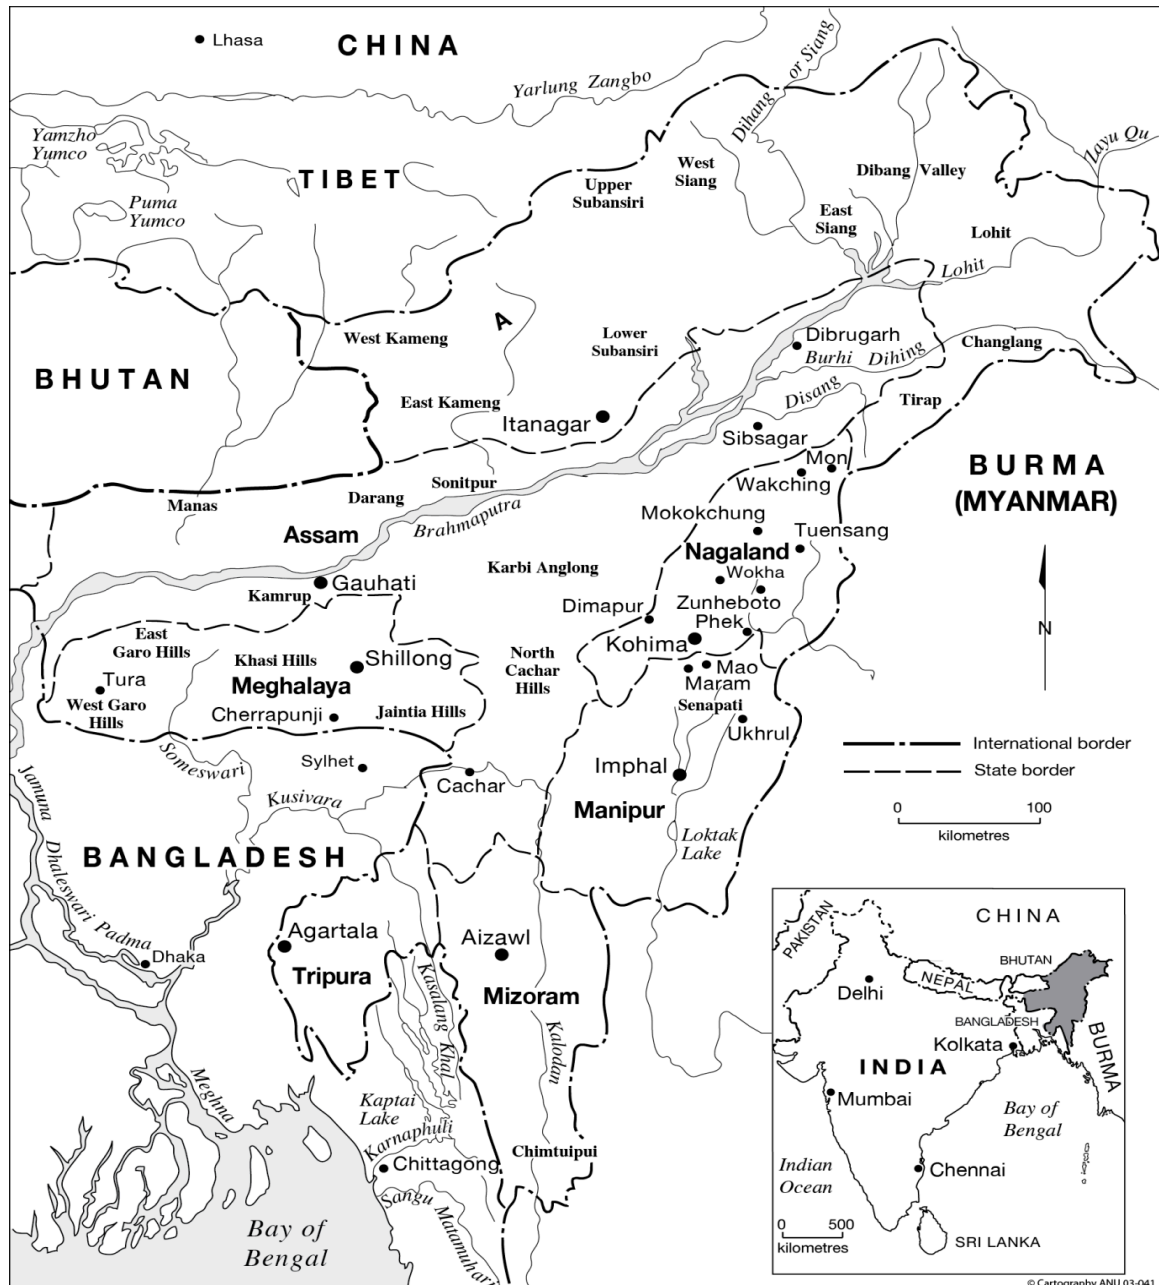 CHINA
Lhasa
Yarlung Zangbo
Dihang or Siang
Zayu Qu
Yamzho
Yumco
TIBET
Puma
Yumco
West
Siang
Upper
Subansiri
Dibang Valley
East
Siang
Lohit
Lohit
A
West Kameng
Lower
Subansiri
Dibrugarh
Burhi Dihing
Changlang
BHUTAN
East Kameng
Itanagar
Disang
Tirap
Sibsagar
Mon
Wakching
BURMA
(MYANMAR)
Manas
Darang
Sonitpur
Brahmaputra
Assam
Mokokchung
Tuensang
Nagaland
Wokha
Gauhati
Kamrup
Karbi Anglong
Dimapur
Zunheboto
Phek
Kohima
N
East
Garo Hills
Khasi Hills
Shillong
North
Cachar
Hills
Mao
Maram
Tura
Meghalaya
West Garo
Hills
Cherrapunji
Jaintia Hills
Senapati
Ukhrul
Someswari
Sylhet
Cachar
Imphal
International border
State border
0 100
kilometres
Jamuna
Kusivara
Manipur
Loktak
Lake
BANGLADESH
Dhaleswari
Padma
Dhaka
Agartala
Tripura
Aizawl
Mizoram
Kasalang Khal
Kalodan
Meghna
Kaptai
Lake
Karnaphuli
Chittagong
Chimtuipui
Sangu
Matamuhari
Bay of
Bengal
PAKISTAN
CHINA
BHUTAN
NEPAL
Delhi
BANGLADESH
Kolkata
BURMA
INDIA
Mumbai
Bay of
Bengal
Chennai
Indian
Ocean
0 500
kilometres
SRI LANKA
© Cartography ANU 03-041